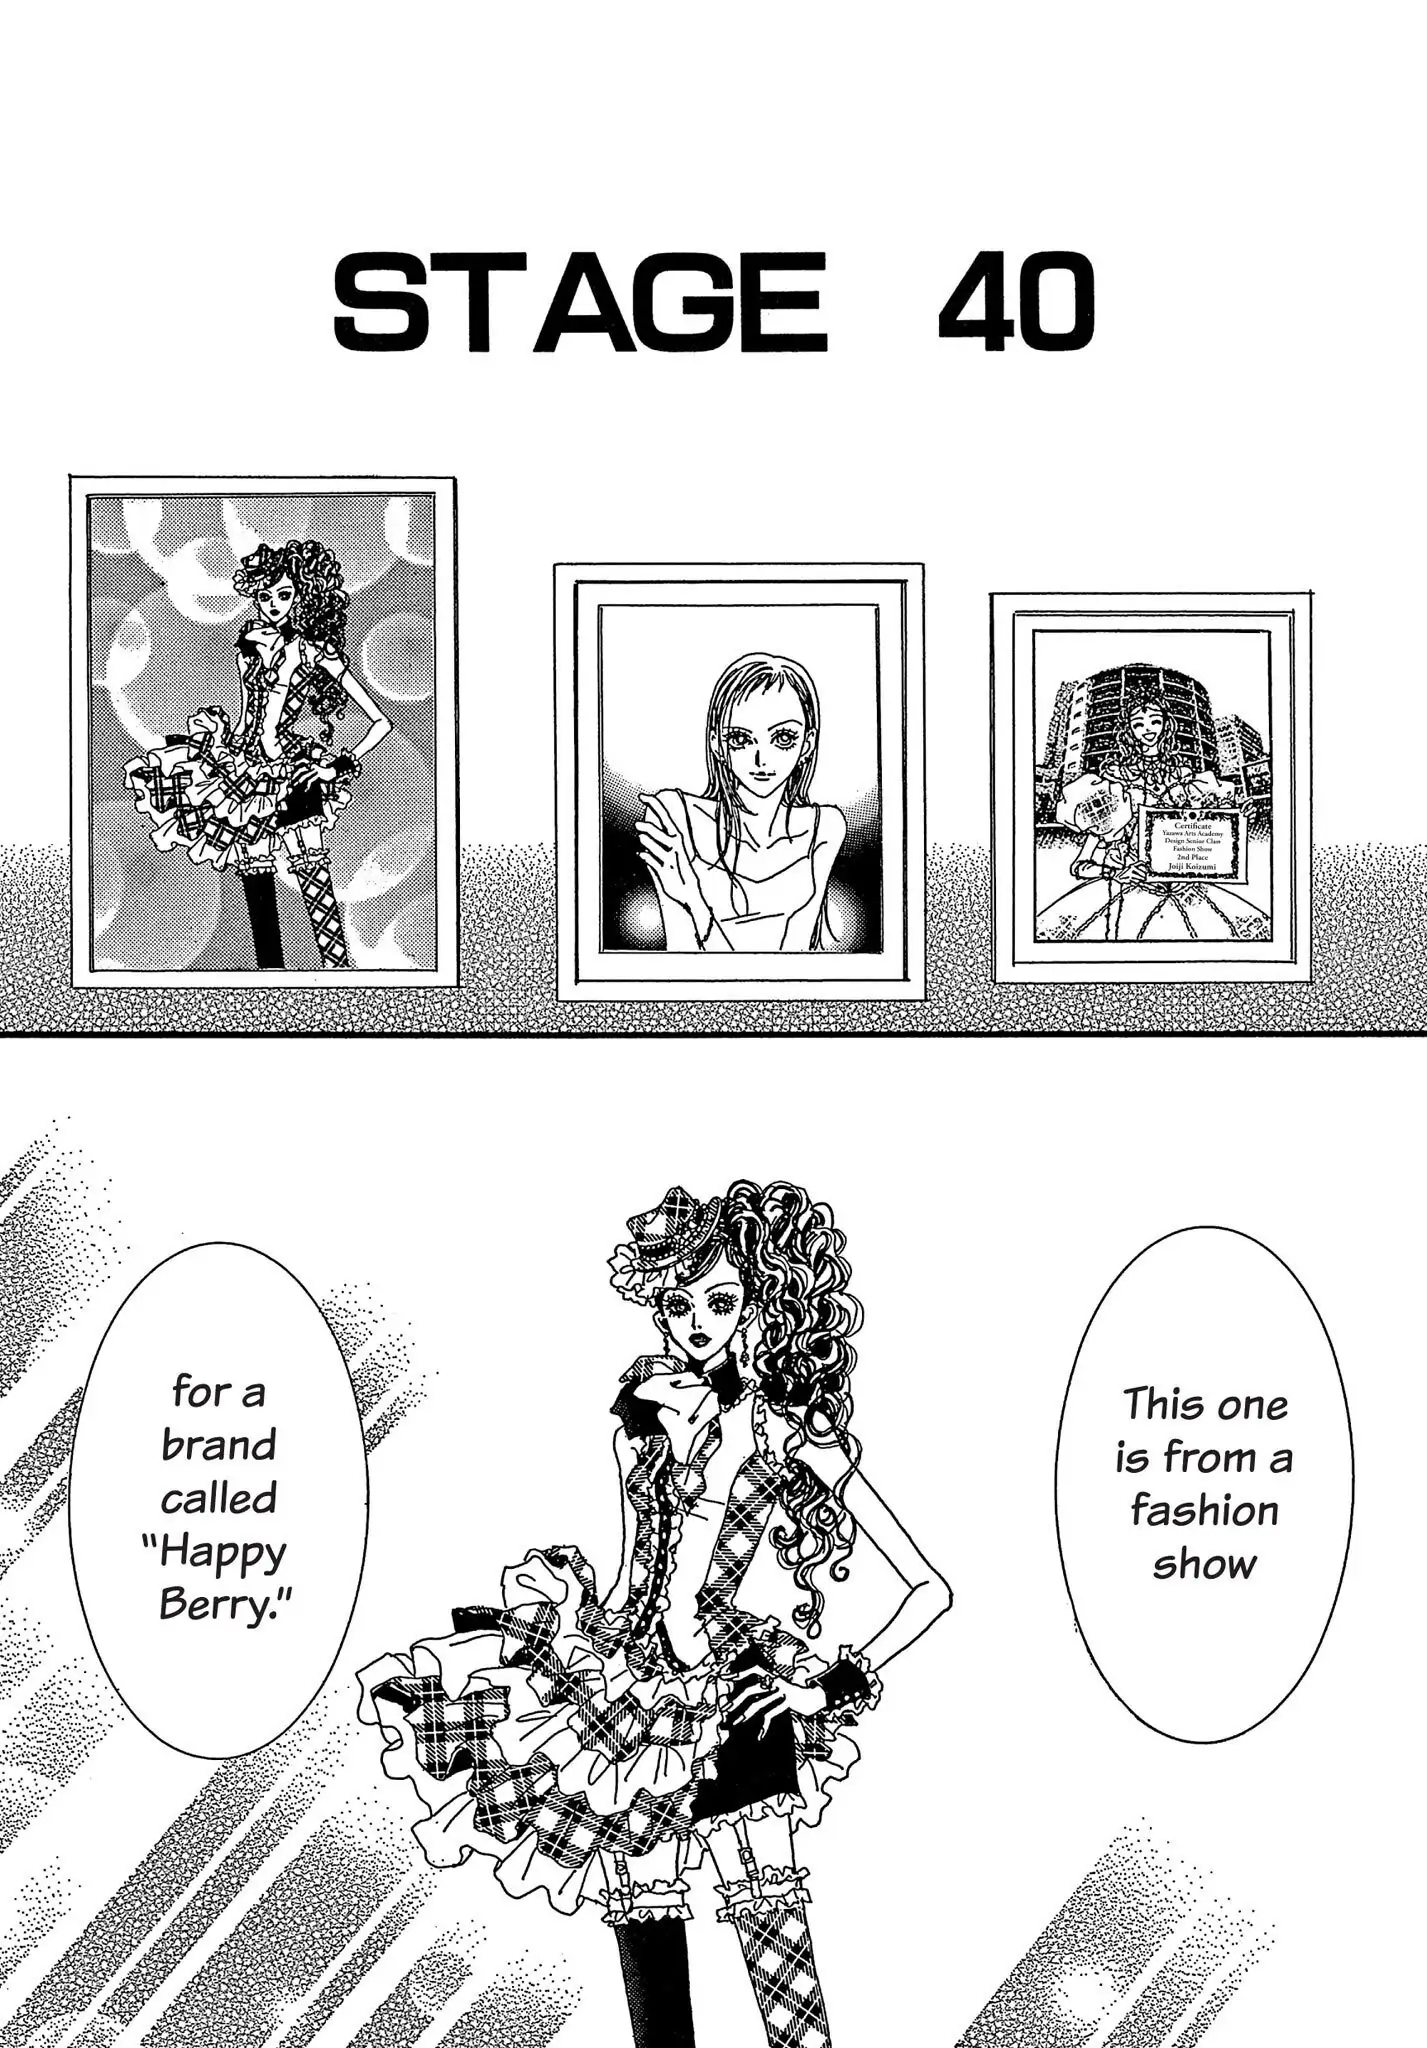 STAGE 40
Certificate
Yazawa Arts Academy
Design Senior Class
Fashion Show
2nd Place
Joiji Koizumi
This one
is from a
fashion
show
for a
brand
called
"Happy
Berry."